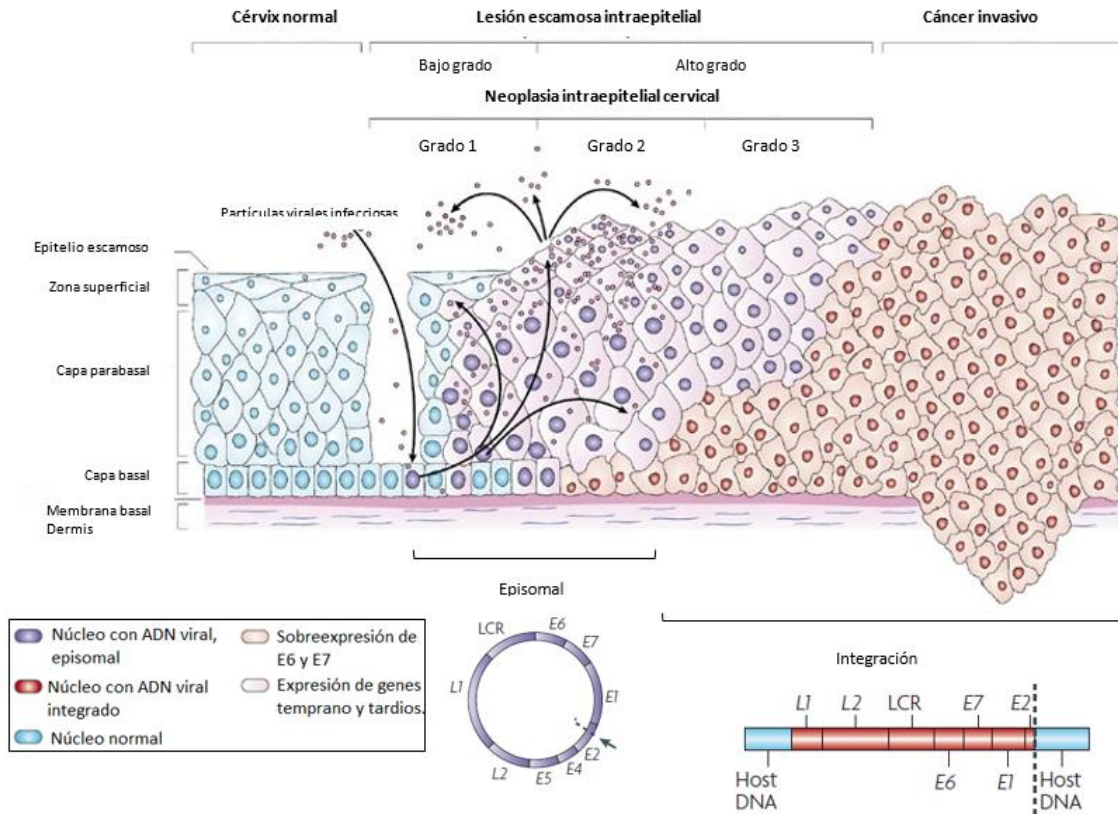 Cérvix normal
Lesión escamosa intraepitelial
Cáncer invasivo
Bajo grado
Alto grado
Neoplasia intraepitelial cervical
Grado 1
Grado 2
Grado 3
Partículas virales infecciosas
Epitelio escamoso
Zona superficial
Capa parabasal
Capa basal
Membrana basal
Dermis
Episomal
Núcleo con ADN viral,
episomal
Núcleo con ADN viral
integrado
Núcleo normal
Sobreexpresión de
E6 y E7
Expresión de genes
temprano y tardios.
LCR
E6
E7
E1
E2
E4
E5
L2
L1
Integración
L1
L2
LCR
E7
E2
Host
DNA
E6
E1
Host
DNA